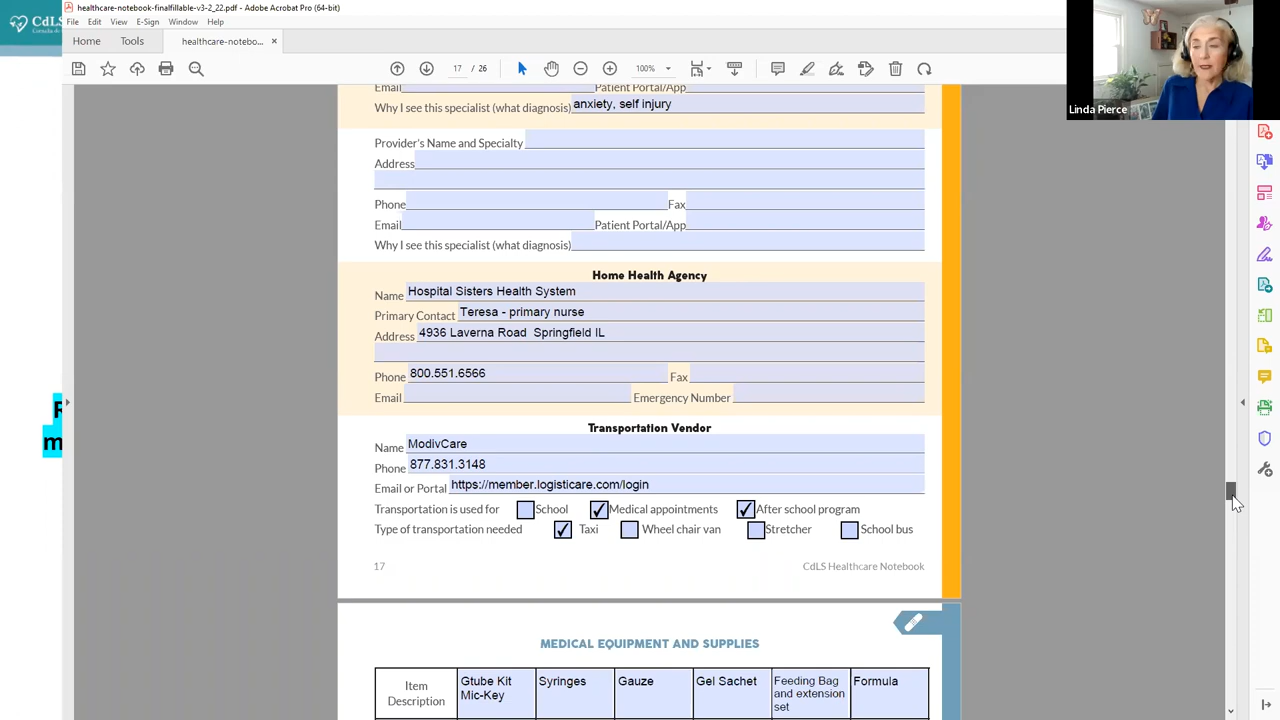 healthcare-notebook-finalfillable-v3-2_22.pdf - Adobe Acrobat Pro (64-bit)
CdLS
File Edit View E-Sign Window Help
Home Tools healthcare-notebo... ×
17 / 26 100%
Linda Pierce
Email Patient Portal/App
Why I see this specialist (what diagnosis) anxiety, self injury
Provider's Name and Specialty
Address
Phone Fax
Email Patient Portal/App
Why I see this specialist (what diagnosis)
Home Health Agency
Name Hospital Sisters Health System
Primary Contact Teresa - primary nurse
Address 4936 Laverna Road Springfield IL
Phone 800.551.6566 Fax
Email Emergency Number
Transportation Vendor
Name ModivCare
Phone 877.831.3148
Email or Portal https://member.logisticare.com/login
Transportation is used for School Medical appointments After school program
Type of transportation needed Taxi Wheel chair van Stretcher School bus
17 CdLS Healthcare Notebook
MEDICAL EQUIPMENT AND SUPPLIES
Item Description Gtube Kit Mic-Key Syringes Gauze Gel Sachet Feeding Bag and extension set Formula